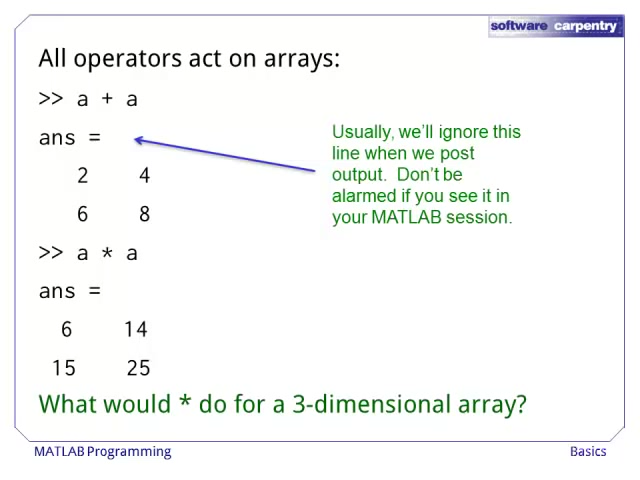 software carpentry
All operators act on arrays:
>> a + a
ans =
2 4
6 8
Usually, we'll ignore this
line when we post
output. Don't be
alarmed if you see it in
your MATLAB session.
>> a * a
ans =
6 14
15 25
What would * do for a 3-dimensional array?
MATLAB Programming
Basics